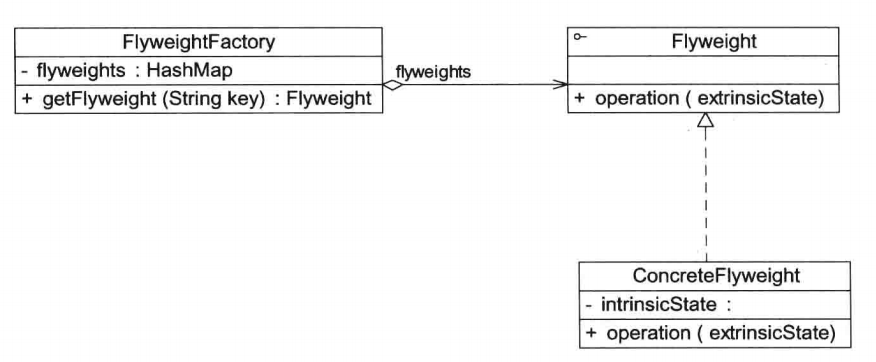 FlyweightFactory
- flyweights : HashMap
+ getFlyweight (String key) : Flyweight
flyweights
Flyweight
+ operation ( extrinsicState)
ConcreteFlyweight
- intrinsicState :
+ operation ( extrinsicState)